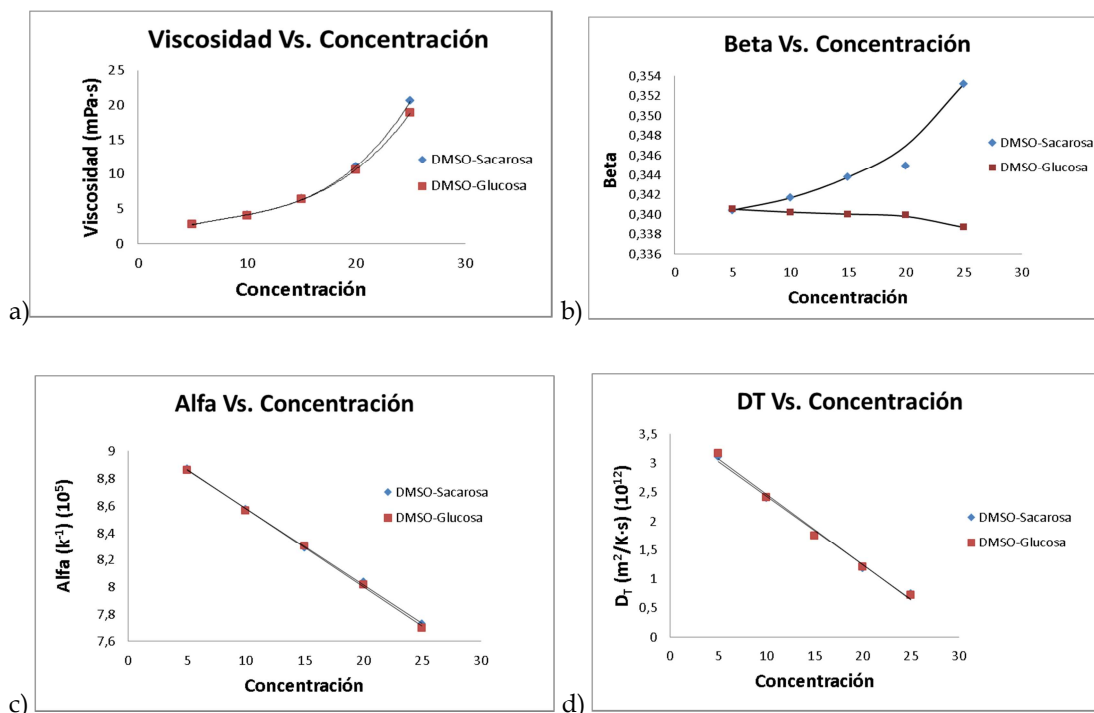 Viscosidad Vs. Concentración
Viscosidad (mPa·s)
25
20
15
10
5
0
0 10 20 30
Concentración
DMSO-Sacarosa
DMSO-Glucosa
a)
Beta Vs. Concentración
Beta
0,354
0,352
0,348
0,346
0,344
0,342
0,340
0,338
0,336
0 5 10 15 20 25 30
Concentración
DMSO-Sacarosa
DMSO-Glucosa
b)
Alfa Vs. Concentración
Alfa (k⁻¹) (10⁵)
9
8,8
8,6
8,4
8,2
8
7,8
7,6
0 5 10 15 20 25 30
Concentración
DMSO-Sacarosa
DMSO-Glucosa
c)
DT Vs. Concentración
D_T (m²/K·s) (10¹²)
3,5
3
2,5
2
1,5
1
0,5
0
0 5 10 15 20 25 30
Concentración
DMSO-Sacarosa
DMSO-Glucosa
d)